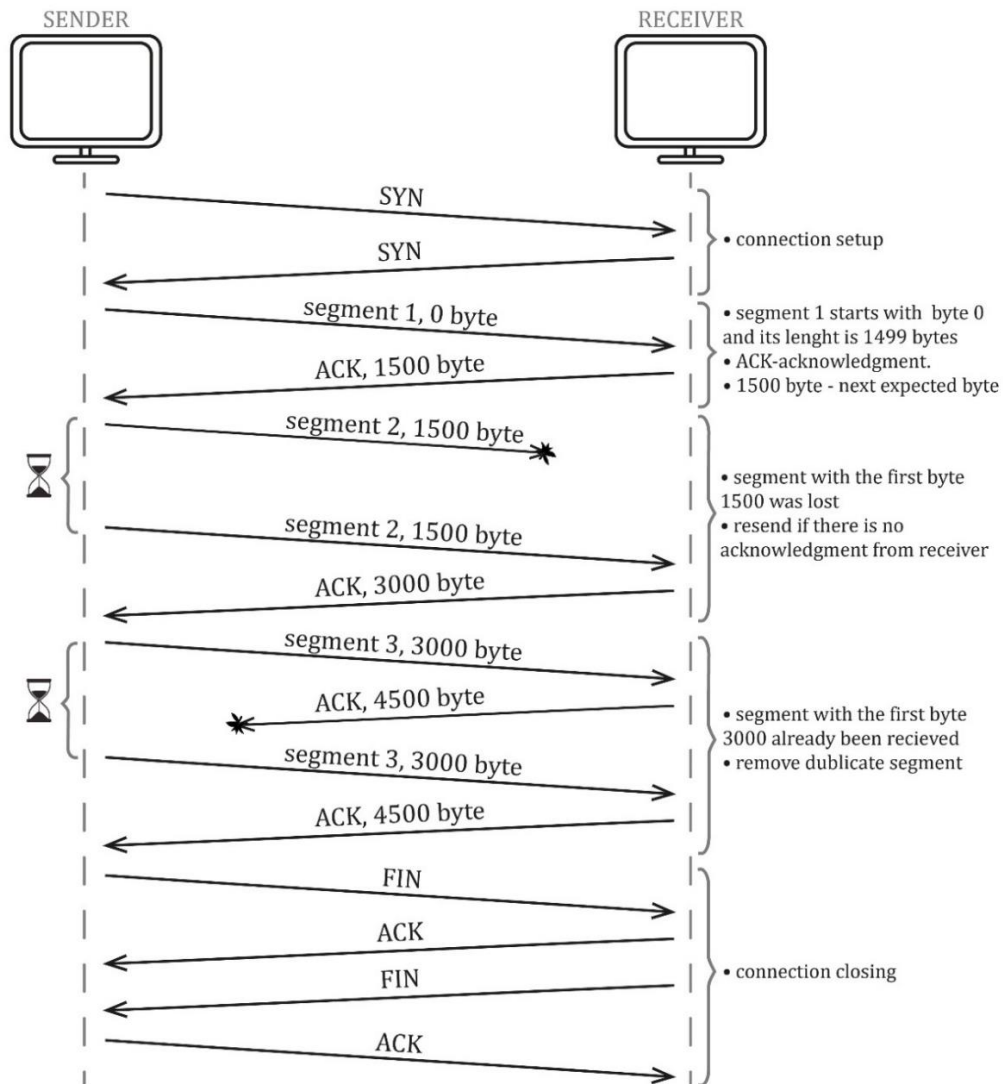 SENDER
RECEIVER
SYN
SYN
• connection setup
segment 1, 0 byte
ACK, 1500 byte
• segment 1 starts with byte 0
and its lenght is 1499 bytes
• ACK-acknowledgment.
• 1500 byte - next expected byte
segment 2, 1500 byte
segment 2, 1500 byte
ACK, 3000 byte
• segment with the first byte
1500 was lost
• resend if there is no
acknowledgment from receiver
segment 3, 3000 byte
ACK, 4500 byte
segment 3, 3000 byte
ACK, 4500 byte
• segment with the first byte
3000 already been recieved
• remove dublicate segment
FIN
ACK
FIN
ACK
• connection closing